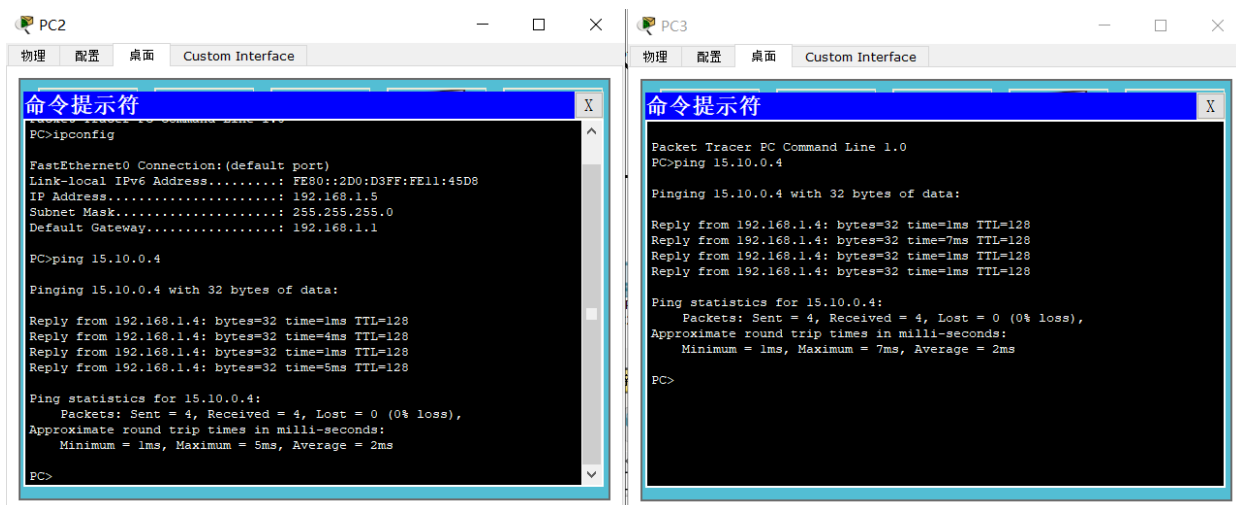 PC2
物理 配置 桌面 Custom Interface
命令提示符 X
Packet Tracer PC Command Line 1.0
PC>ipconfig
FastEthernet0 Connection:(default port)
Link-local IPv6 Address.........: FE80::2D0:D3FF:FE11:45D8
IP Address......................: 192.168.1.5
Subnet Mask.....................: 255.255.255.0
Default Gateway.................: 192.168.1.1
PC>ping 15.10.0.4
Pinging 15.10.0.4 with 32 bytes of data:
Reply from 192.168.1.4: bytes=32 time=1ms TTL=128
Reply from 192.168.1.4: bytes=32 time=4ms TTL=128
Reply from 192.168.1.4: bytes=32 time=1ms TTL=128
Reply from 192.168.1.4: bytes=32 time=5ms TTL=128
Ping statistics for 15.10.0.4:
Packets: Sent = 4, Received = 4, Lost = 0 (0% loss),
Approximate round trip times in milli-seconds:
Minimum = 1ms, Maximum = 5ms, Average = 2ms
PC>
PC3
物理 配置 桌面 Custom Interface
命令提示符 X
Packet Tracer PC Command Line 1.0
PC>ping 15.10.0.4
Pinging 15.10.0.4 with 32 bytes of data:
Reply from 192.168.1.4: bytes=32 time=1ms TTL=128
Reply from 192.168.1.4: bytes=32 time=7ms TTL=128
Reply from 192.168.1.4: bytes=32 time=1ms TTL=128
Reply from 192.168.1.4: bytes=32 time=1ms TTL=128
Ping statistics for 15.10.0.4:
Packets: Sent = 4, Received = 4, Lost = 0 (0% loss),
Approximate round trip times in milli-seconds:
Minimum = 1ms, Maximum = 7ms, Average = 2ms
PC>